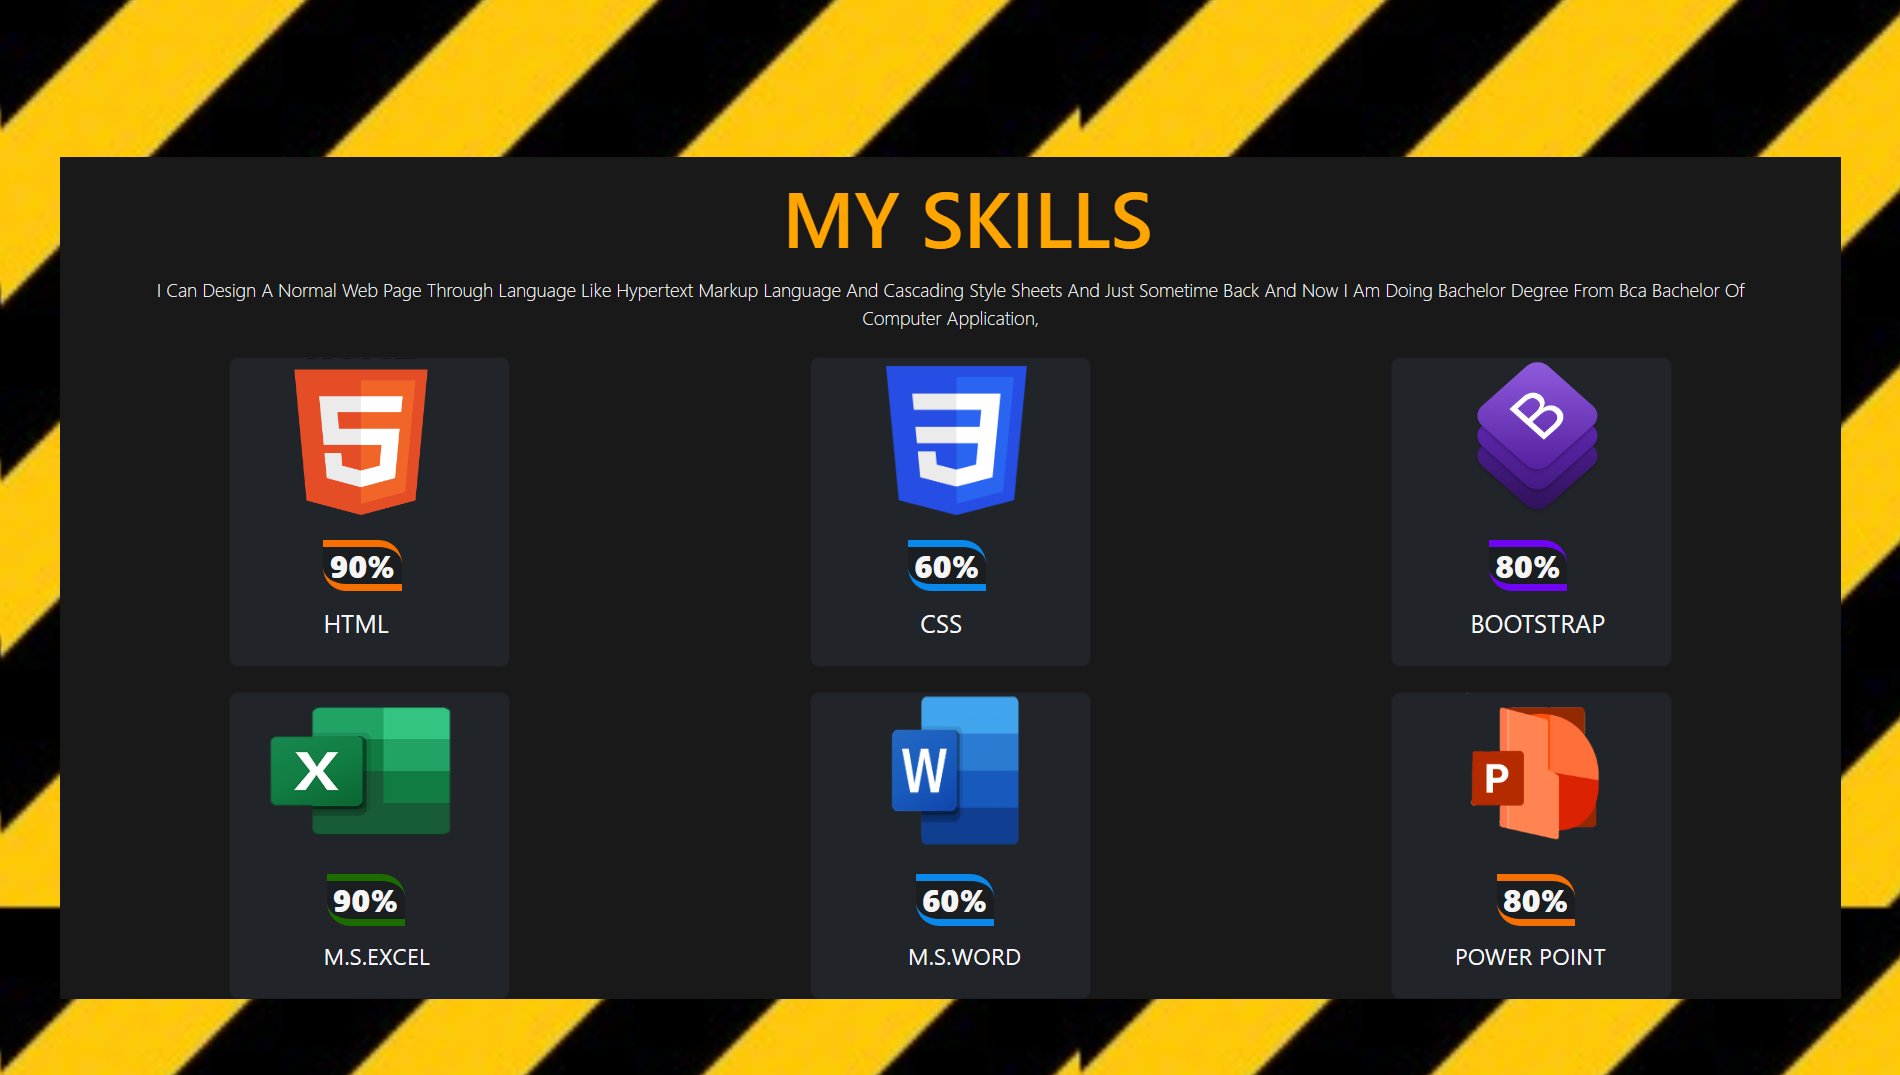 MY SKILLS
I Can Design A Normal Web Page Through Language Like Hypertext Markup Language And Cascading Style Sheets And Just Sometime Back And Now I Am Doing Bachelor Degree From Bca Bachelor Of
Computer Application,
5
3
B
90%
60%
80%
HTML
CSS
BOOTSTRAP
X
W
P
90%
60%
80%
M.S.EXCEL
M.S.WORD
POWER POINT